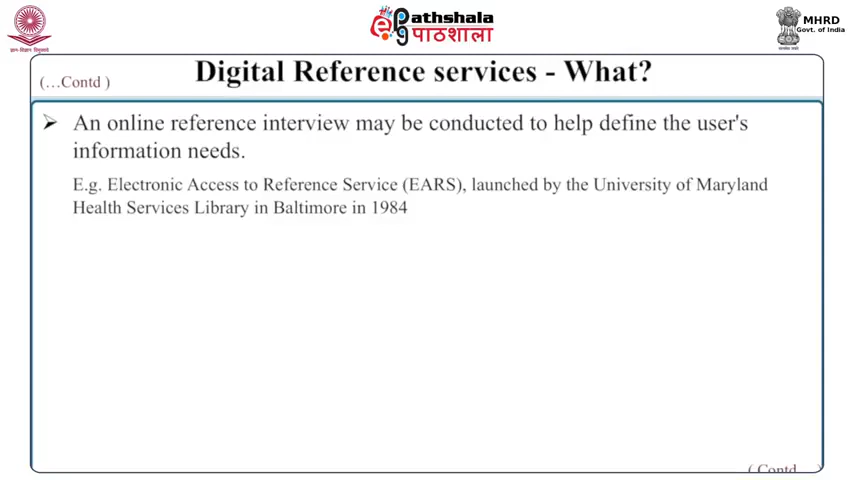 ePathshala
पाठशाला
MHRD
Govt. of India
(...Contd )
Digital Reference services - What?
➢ An online reference interview may be conducted to help define the user's
information needs.
E.g. Electronic Access to Reference Service (EARS), launched by the University of Maryland
Health Services Library in Baltimore in 1984
( Contd... )